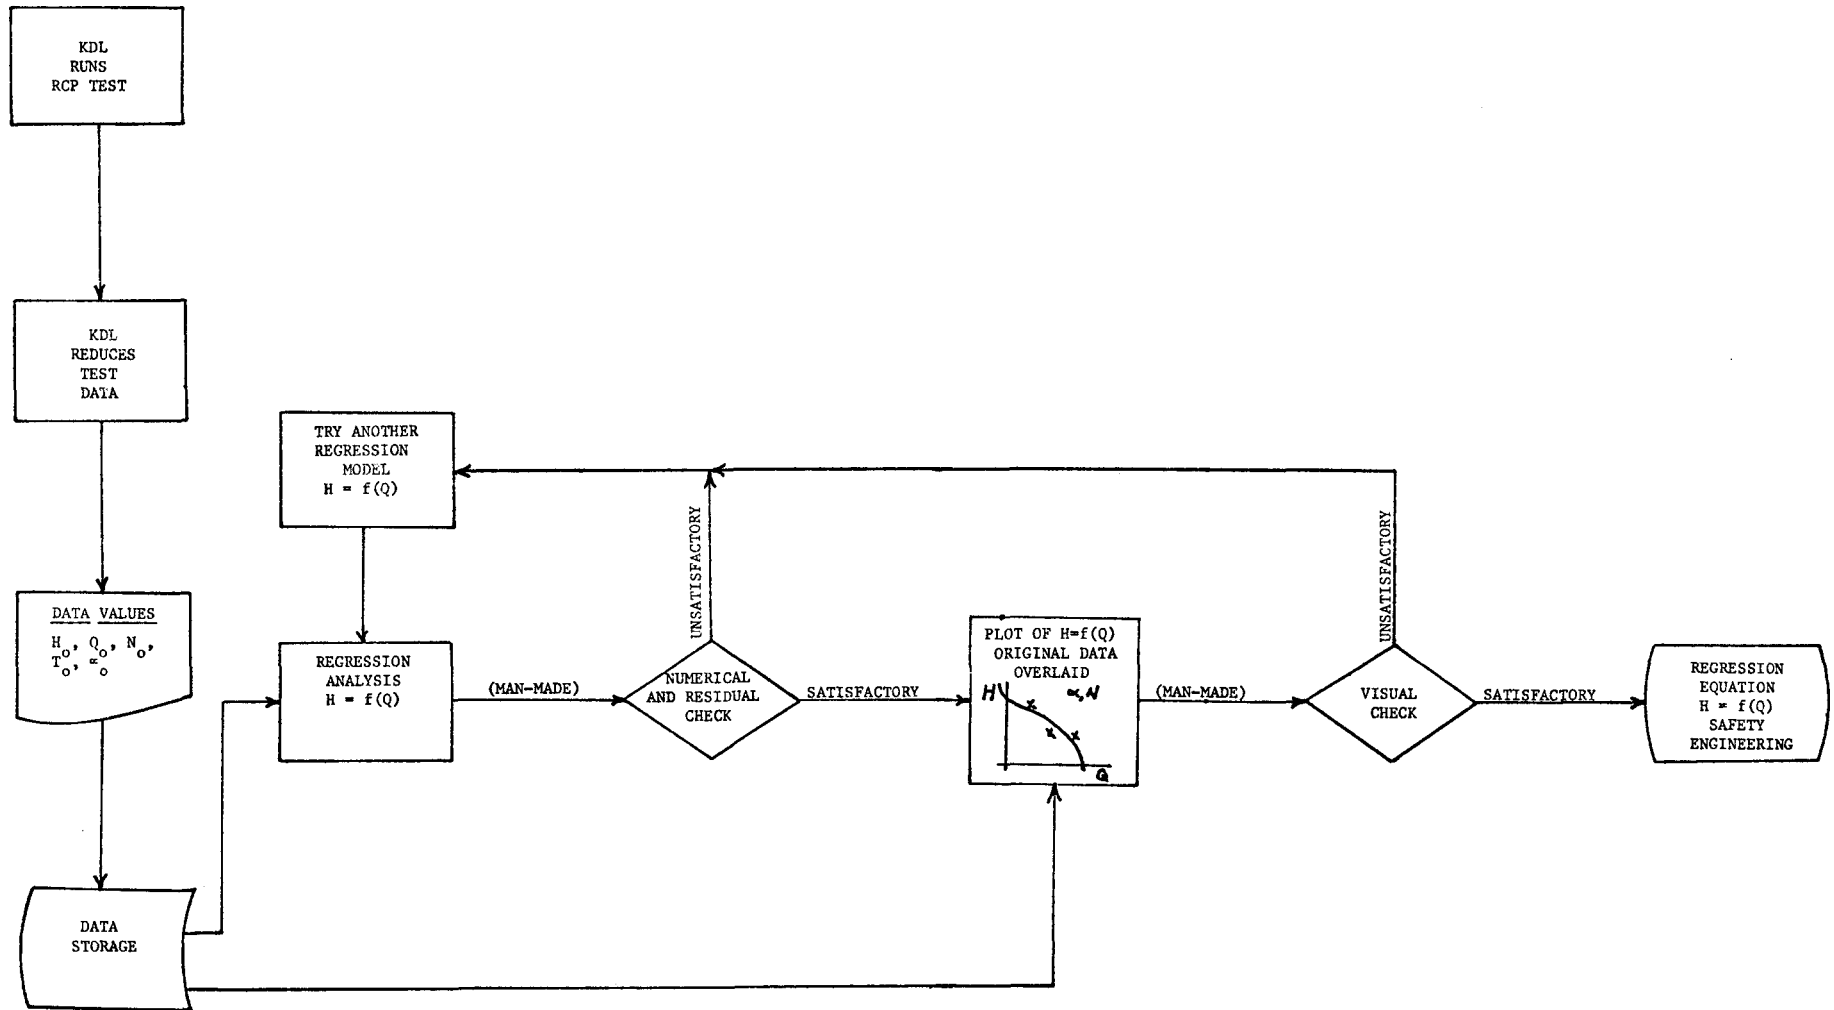 KDL
RUNS
RCP TEST
KDL
REDUCES
TEST
DATA
DATA VALUES
Hₒ, Qₒ, Nₒ,
Tₒ, ∝ₒ
DATA
STORAGE
TRY ANOTHER
REGRESSION
MODEL
H = f(Q)
REGRESSION
ANALYSIS
H = f(Q)
(MAN-MADE)
NUMERICAL
AND RESIDUAL
CHECK
UNSATISFACTORY
SATISFACTORY
PLOT OF H=f(Q)
ORIGINAL DATA
OVERLAID
H ∝,N
Q
(MAN-MADE)
VISUAL
CHECK
UNSATISFACTORY
SATISFACTORY
REGRESSION
EQUATION
H = f(Q)
SAFETY
ENGINEERING